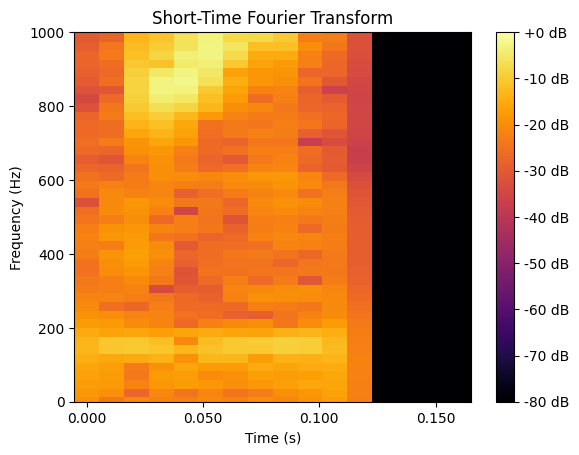 Short-Time Fourier Transform
1000
800
600
400
200
0
Frequency (Hz)
0.000
0.050
0.100
0.150
Time (s)
+0 dB
-10 dB
-20 dB
-30 dB
-40 dB
-50 dB
-60 dB
-70 dB
-80 dB